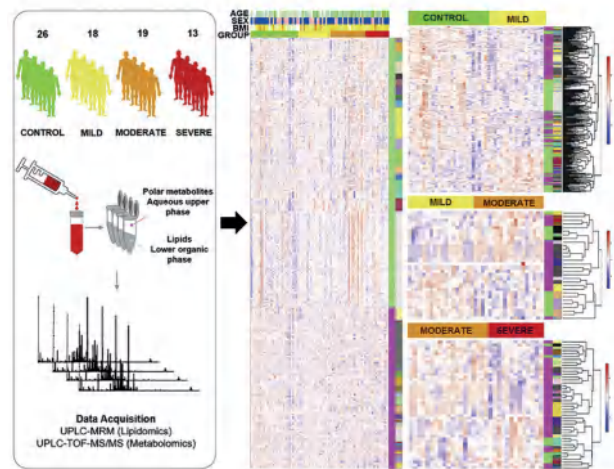 26 18 19 13
CONTROL MILD MODERATE SEVERE
Polar metabolites
Aqueous upper
phase
Lipids
Lower organic
phase
Data Acquisition
UPLC-MRM (Lipidomics)
UPLC-TOF-MS/MS (Metabolomics)
AGE
SEX
BMI
GROUP
CONTROL MILD
MILD MODERATE
MODERATE SEVERE